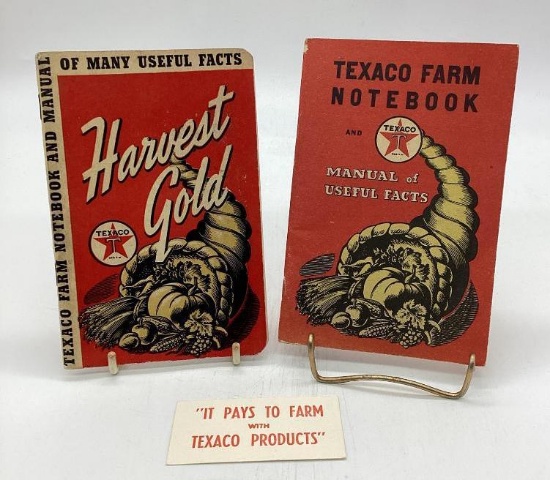 TEXACO FARM NOTEBOOK AND MANUAL
OF MANY USEFUL FACTS
Harvest
Gold
TEXACO
T
TEXACO FARM
NOTEBOOK
AND
TEXACO
T
MANUAL of
USEFUL FACTS
"IT PAYS TO FARM
WITH
TEXACO PRODUCTS"